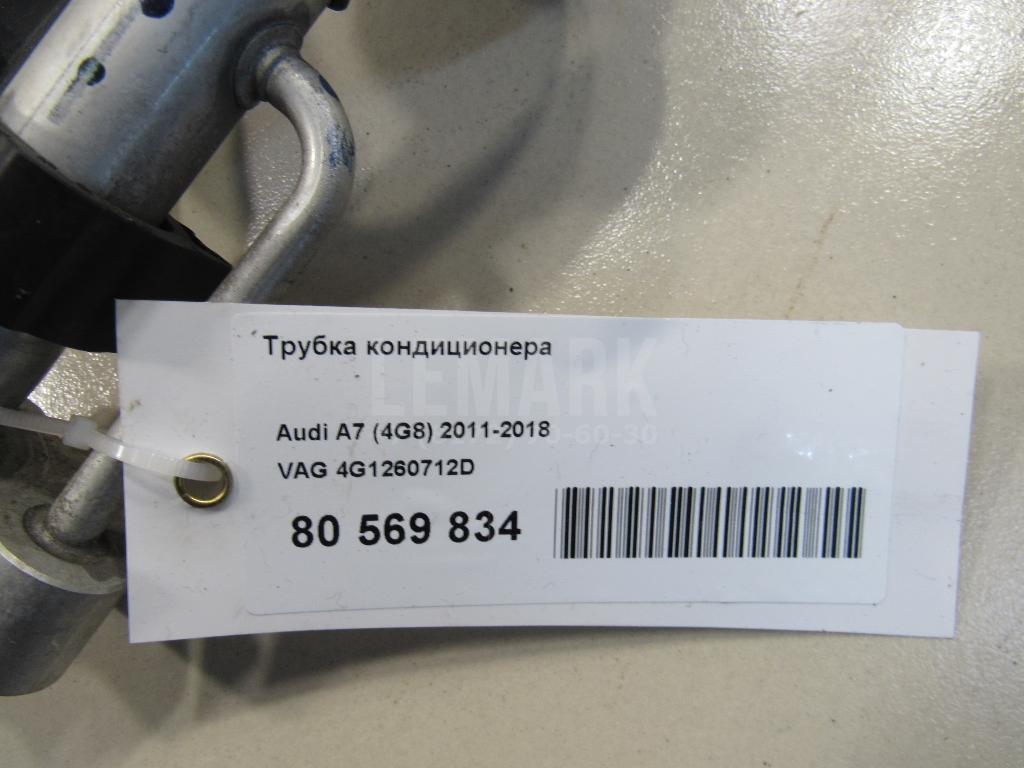 Трубка кондиционера
LEMARK
Audi A7 (4G8) 2011-2018
VAG 4G1260712D
80 569 834